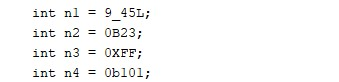 int n1 = 9_45L;
int n2 = 0B23;
int n3 = 0XFF;
int n4 = 0b101;